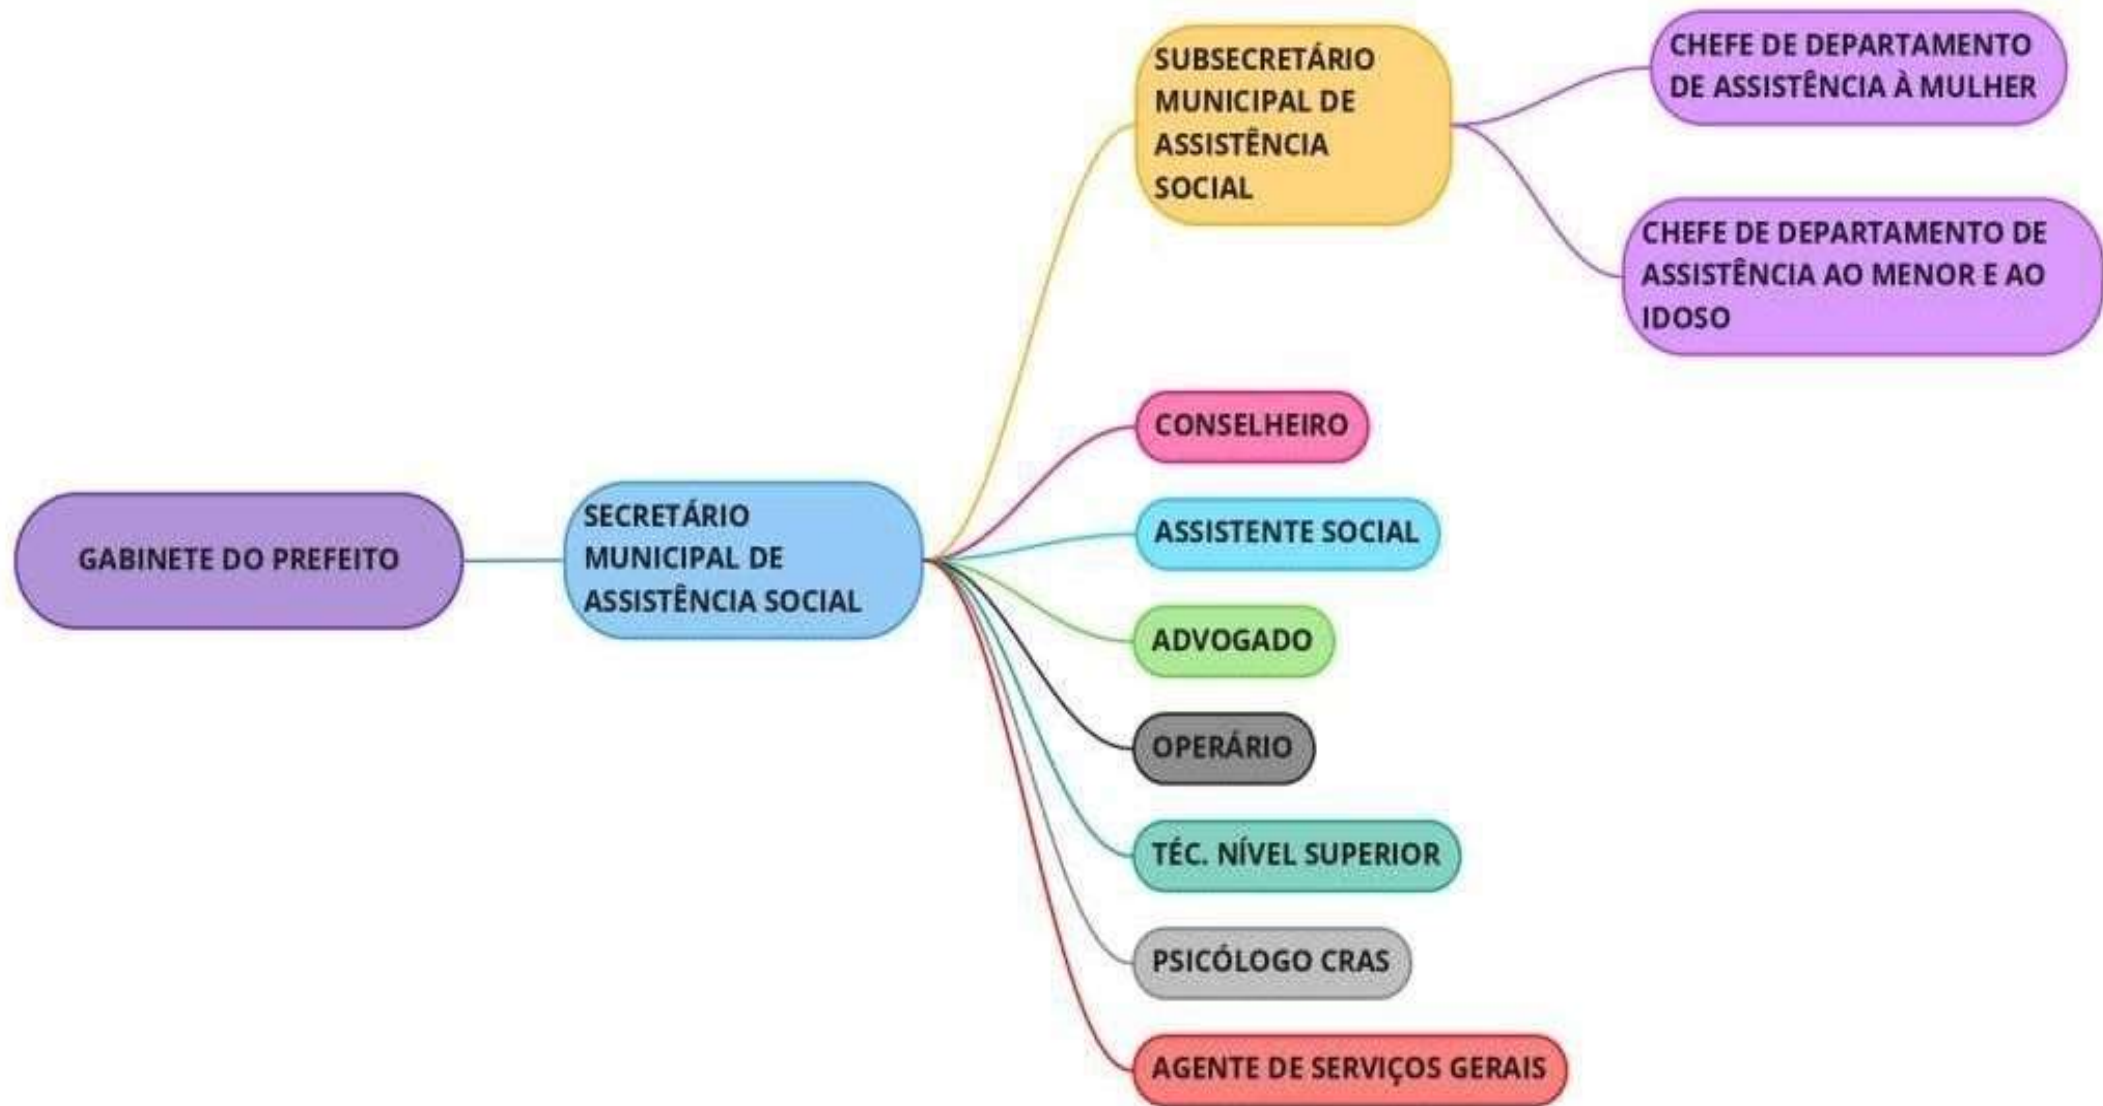 GABINETE DO PREFEITO
SECRETÁRIO
MUNICIPAL DE
ASSISTÊNCIA SOCIAL
SUBSECRETÁRIO
MUNICIPAL DE
ASSISTÊNCIA
SOCIAL
CHEFE DE DEPARTAMENTO
DE ASSISTÊNCIA À MULHER
CHEFE DE DEPARTAMENTO DE
ASSISTÊNCIA AO MENOR E AO
IDOSO
CONSELHEIRO
ASSISTENTE SOCIAL
ADVOGADO
OPERÁRIO
TÉC. NÍVEL SUPERIOR
PSICÓLOGO CRAS
AGENTE DE SERVIÇOS GERAIS